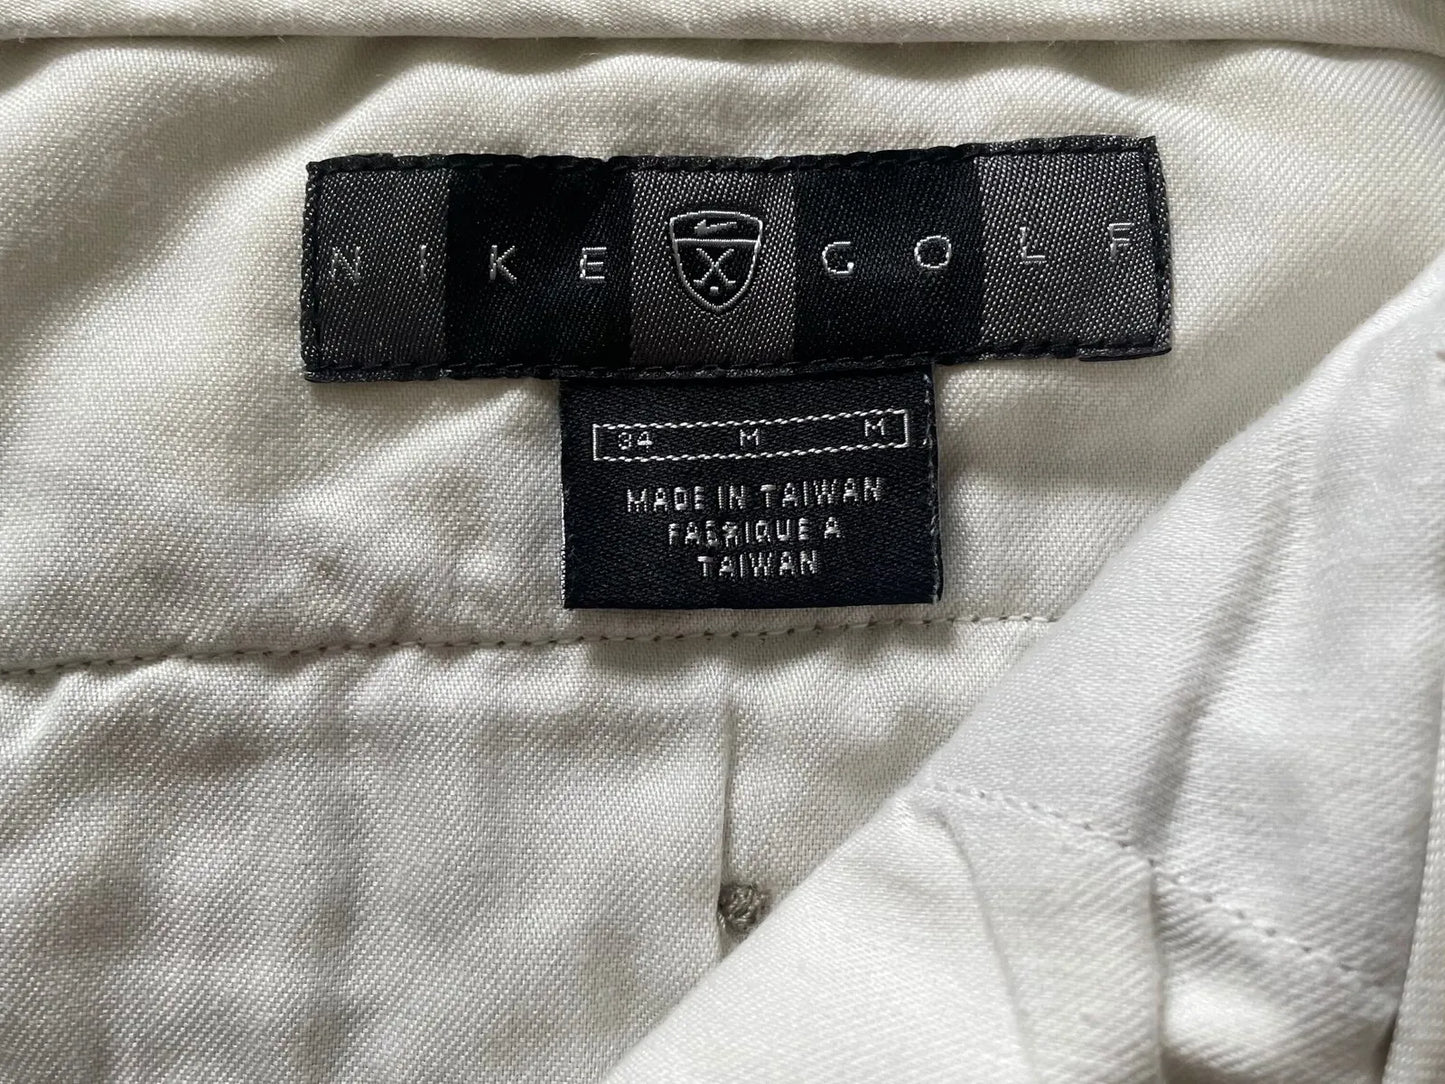 NIKE GOLF
34 M M
MADE IN TAIWAN
FABRIQUE A
TAIWAN